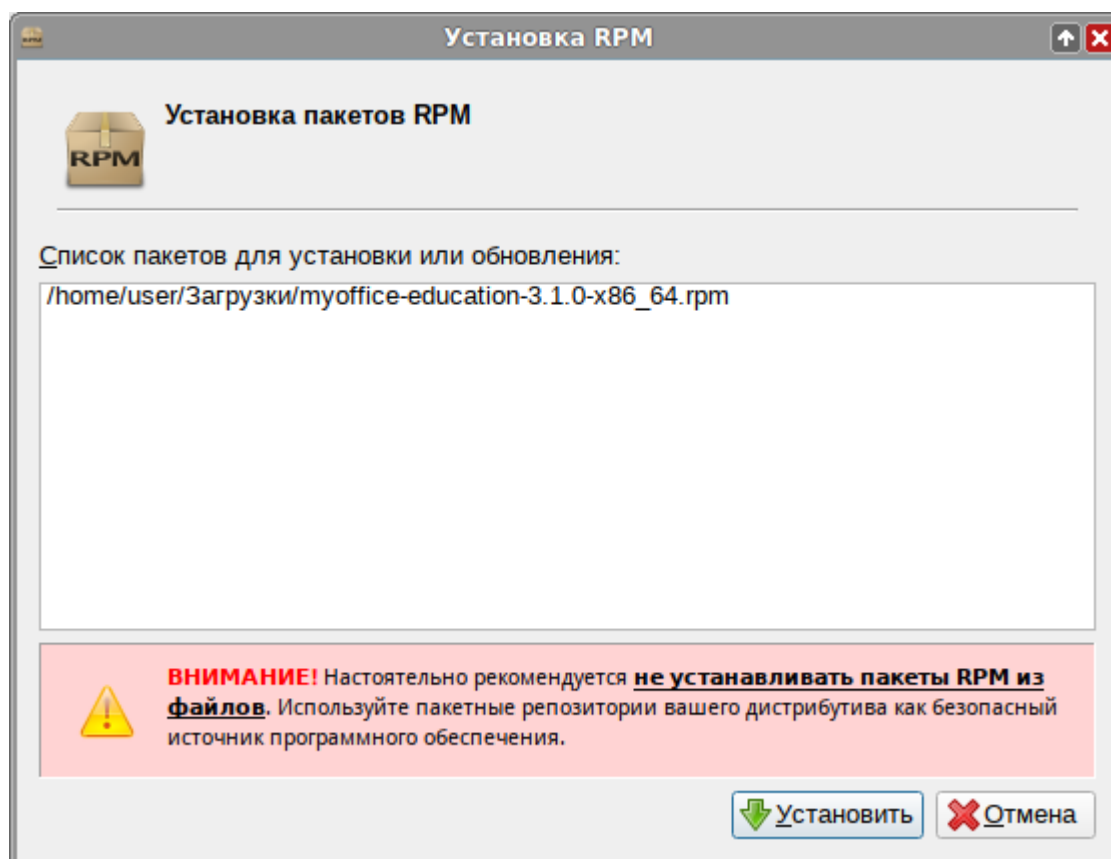 Установка RPM
Установка пакетов RPM
RPM
Список пакетов для установки или обновления:
/home/user/Загрузки/myoffice-education-3.1.0-x86_64.rpm
ВНИМАНИЕ! Настоятельно рекомендуется не устанавливать пакеты RPM из
файлов. Используйте пакетные репозитории вашего дистрибутива как безопасный
источник программного обеспечения.
Установить
Отмена